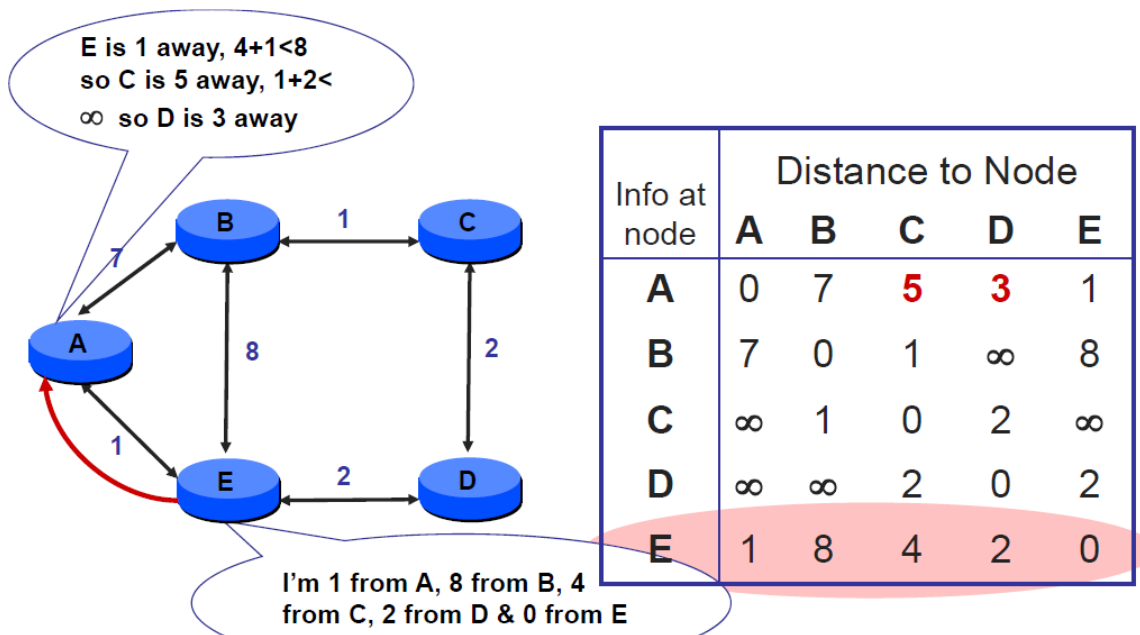 E is 1 away, 4+1<8
so C is 5 away, 1+2<
∞ so D is 3 away
B
1
C
7
A
8
2
1
E
2
D
I'm 1 from A, 8 from B, 4
from C, 2 from D & 0 from E
Distance to Node
Info at
node
A B C D E
A 0 7 5 3 1
B 7 0 1 ∞ 8
C ∞ 1 0 2 ∞
D ∞ ∞ 2 0 2
E 1 8 4 2 0